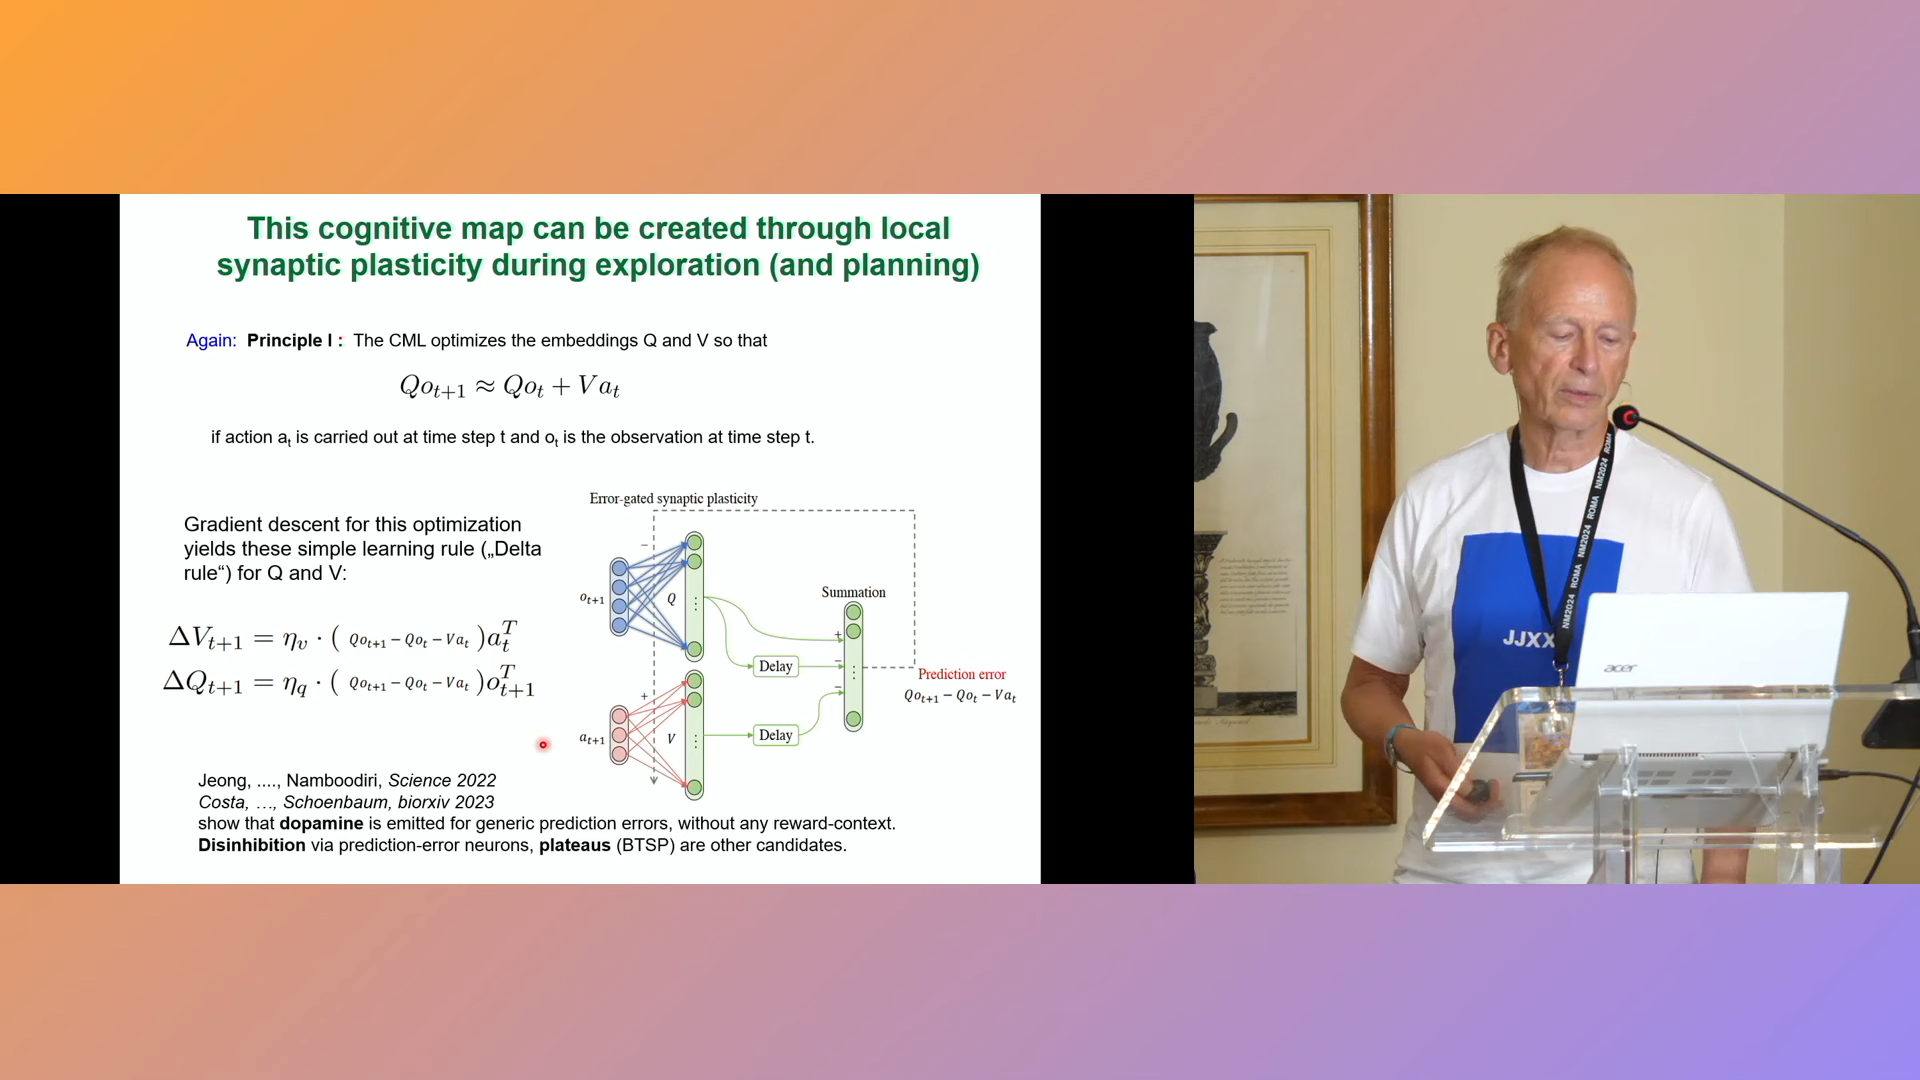 This cognitive map can be created through local
synaptic plasticity during exploration (and planning)
Again: Principle I : The CML optimizes the embeddings Q and V so that
Qo_{t+1} ≈ Qo_t + Va_t
if action a_t is carried out at time step t and o_t is the observation at time step t.
Gradient descent for this optimization
yields these simple learning rule („Delta
rule“) for Q and V:
ΔV_{t+1} = η_v · ( Qo_{t+1} − Qo_t − Va_t )a_t^T
ΔQ_{t+1} = η_q · ( Qo_{t+1} − Qo_t − Va_t )o_{t+1}^T
Error-gated synaptic plasticity
−
o_{t+1}
Q
Summation
+
Delay
−
−
Prediction error
Qo_{t+1} − Qo_t − Va_t
+
a_{t+1}
V
Delay
Jeong, ...., Namboodiri, Science 2022
Costa, …, Schoenbaum, biorxiv 2023
show that dopamine is emitted for generic prediction errors, without any reward-context.
Disinhibition via prediction-error neurons, plateaus (BTSP) are other candidates.
NM2024 ROMA NM2024 ROMA NM2024 ROMA
JJXX
acer